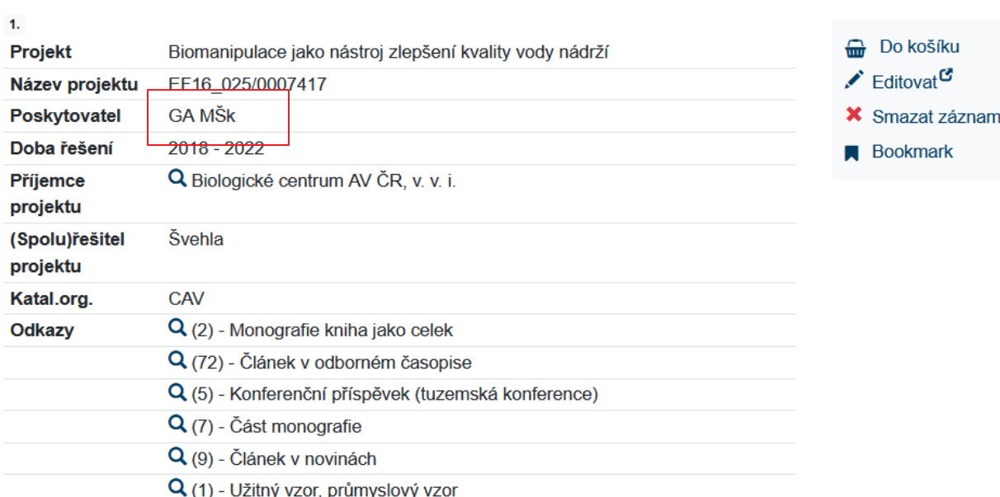 1.
Projekt Biomanipulace jako nástroj zlepšení kvality vody nádrží
Název projektu EF16_025/0007417
Poskytovatel GA MŠk
Doba řešení 2018 - 2022
Příjemce projektu Biologické centrum AV ČR, v. v. i.
(Spolu)řešitel projektu Švehla
Katal.org. CAV
Odkazy (2) - Monografie kniha jako celek
(72) - Článek v odborném časopise
(5) - Konferenční příspěvek (tuzemská konference)
(7) - Část monografie
(9) - Článek v novinách
(1) - Užitný vzor, průmyslový vzor
Do košíku
Editovat
Smazat záznam
Bookmark